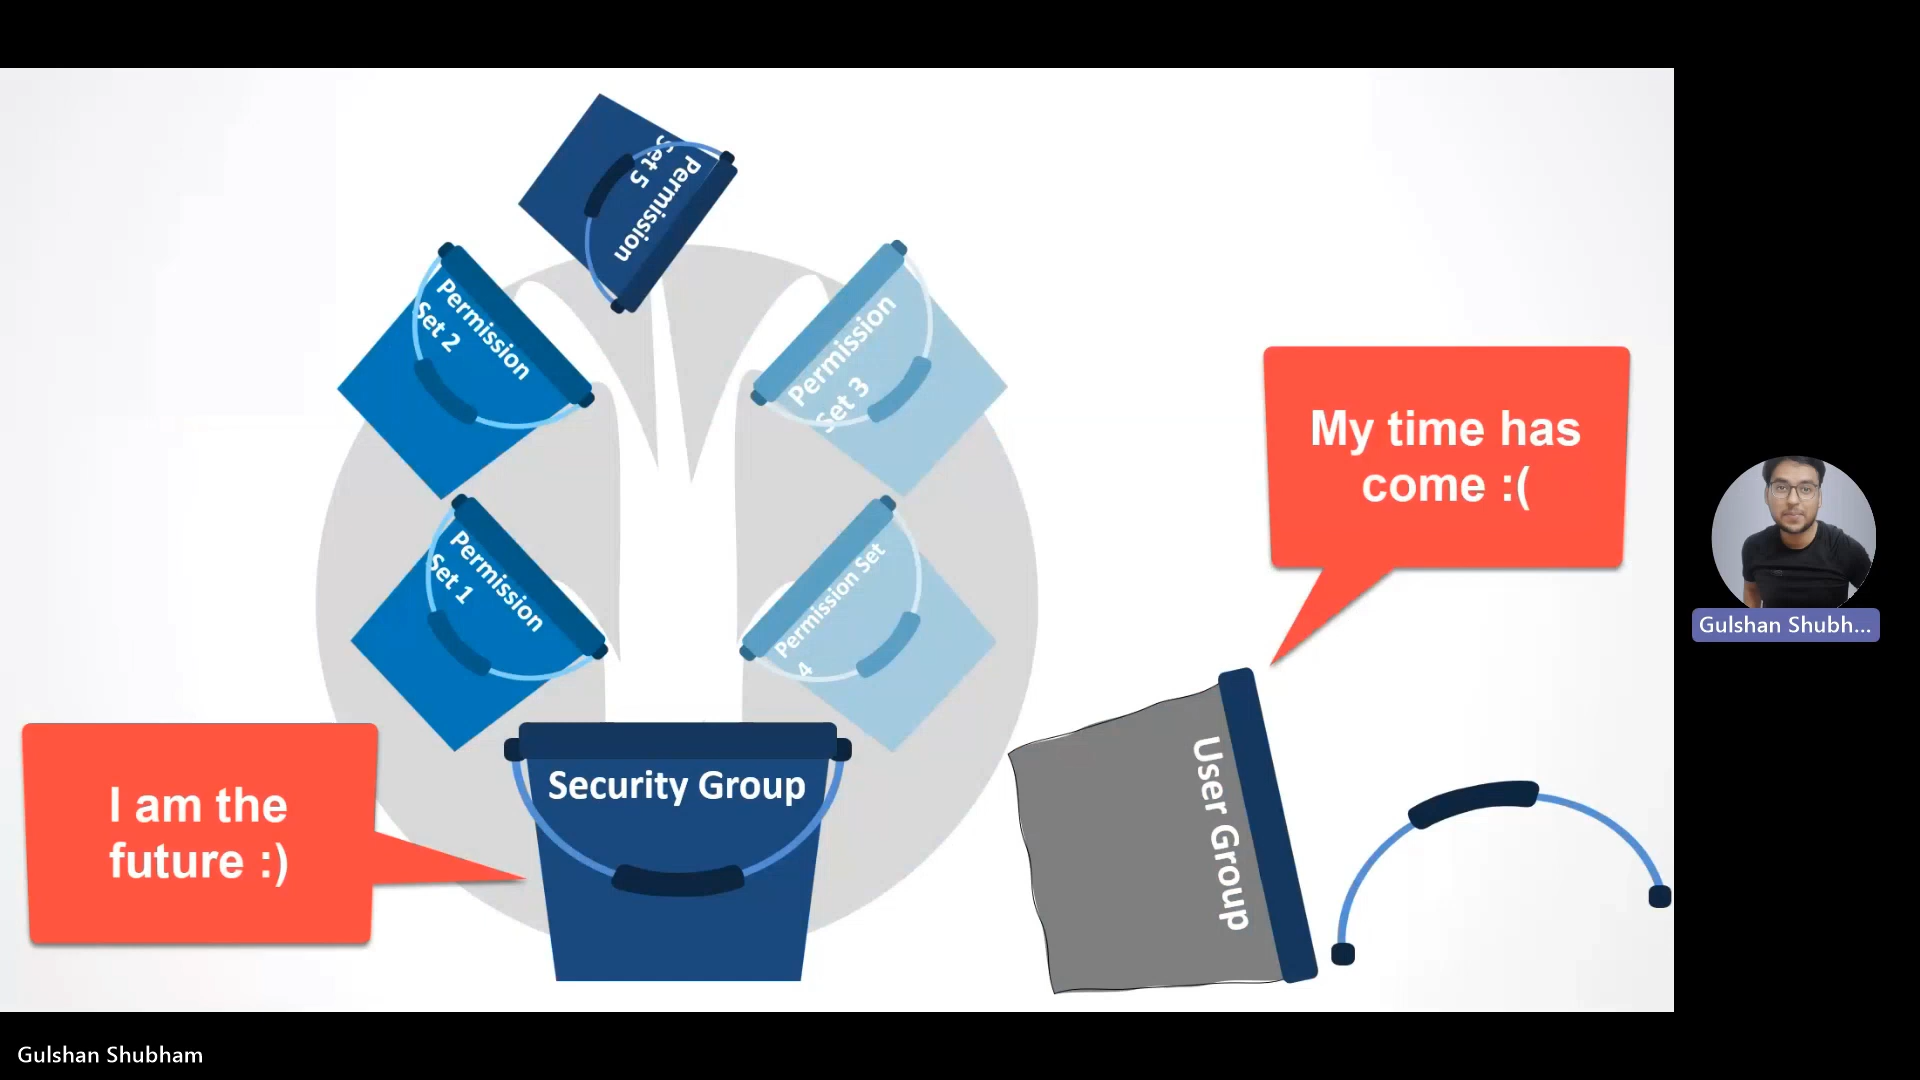 Permission
Set 5
Permission
Set 2
Permission
Set 3
Permission
Set 1
Permission Set
4
My time has
come :(
I am the
future :)
Security Group
User Group
Gulshan Shubh...
Gulshan Shubham